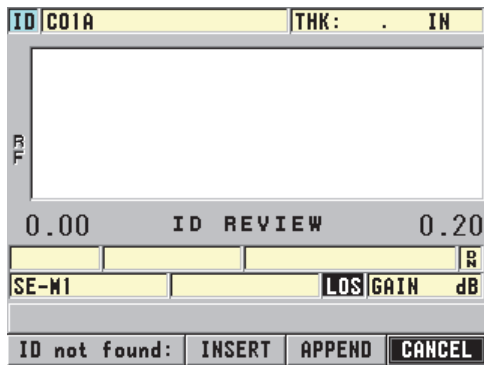 ID C01A THK: . IN
RF
0.00 ID REVIEW 0.20
DN
SE-M1 LOS GAIN dB
ID not found: INSERT APPEND CANCEL